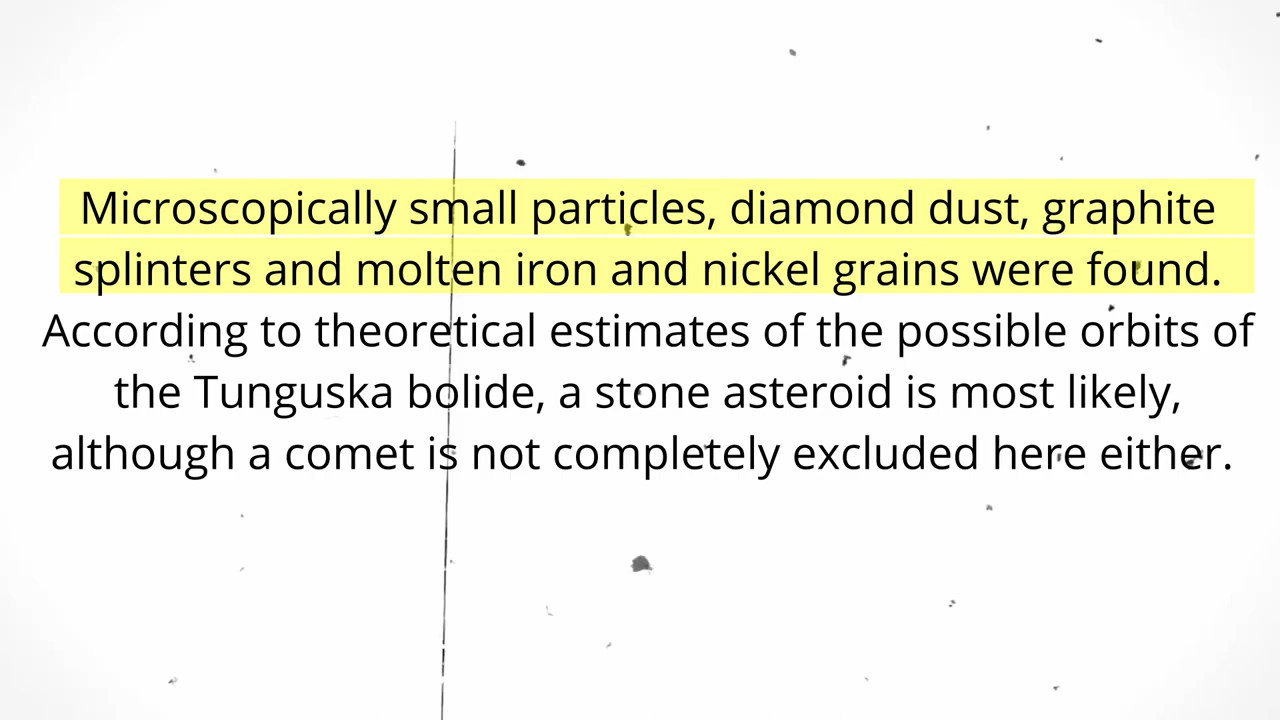 Microscopically small particles, diamond dust, graphite
splinters and molten iron and nickel grains were found.
According to theoretical estimates of the possible orbits of
the Tunguska bolide, a stone asteroid is most likely,
although a comet is not completely excluded here either.